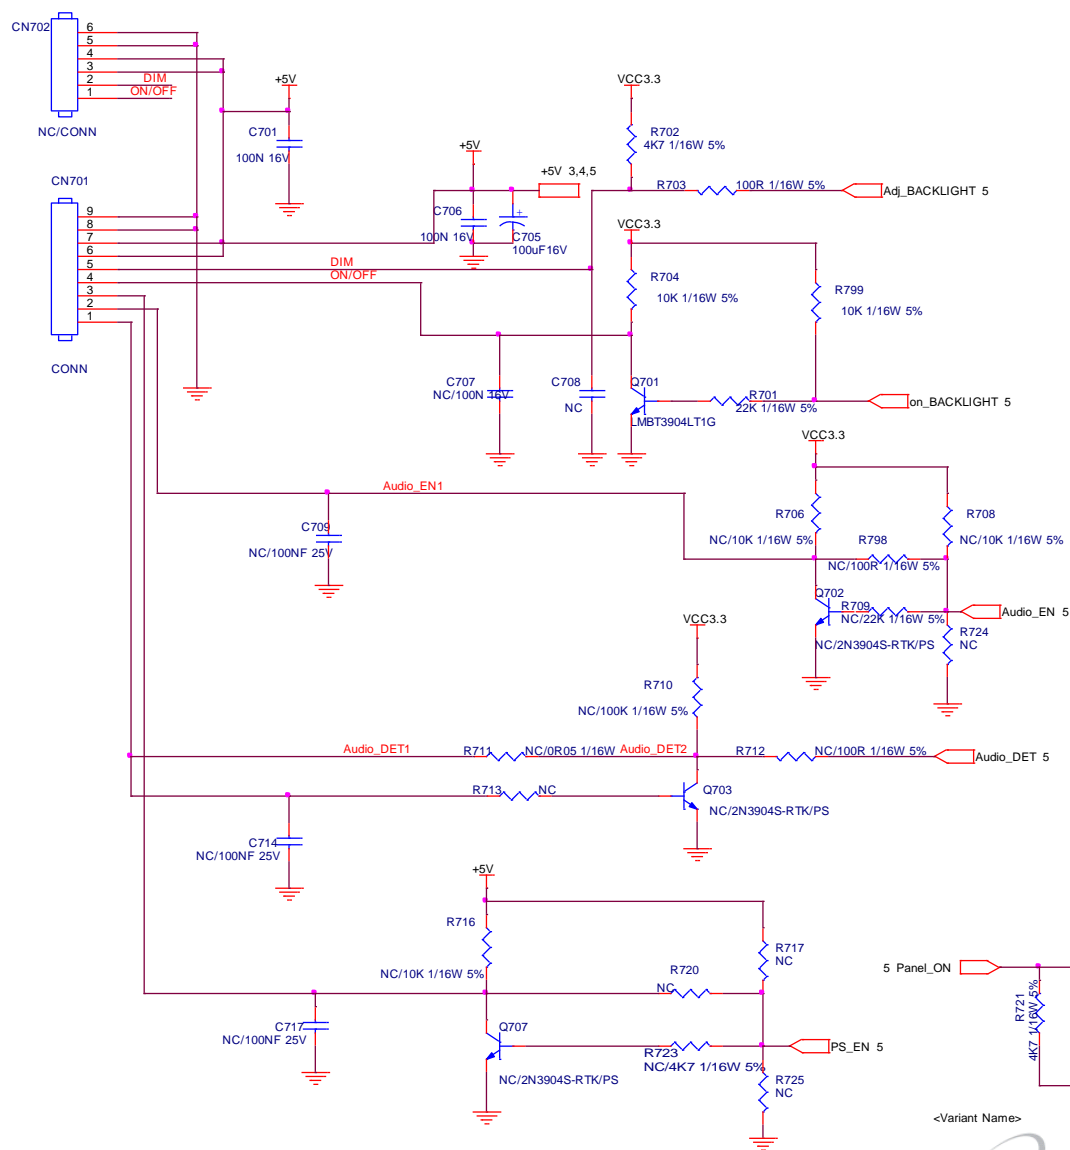 CN702
6
5
4
3
2
1
DIM
ON/OFF
NC/CONN
+5V
C701
100N 16V
CN701
9
8
7
6
5
4
3
2
1
CONN
+5V
+5V 3,4,5
C706
100N 16V
C705
100uF16V
DIM
ON/OFF
VCC3.3
R702
4K7 1/16W 5%
R703
100R 1/16W 5%
Adj_BACKLIGHT 5
VCC3.3
R704
10K 1/16W 5%
R799
10K 1/16W 5%
C707
NC/100N 16V
C708
NC
Q701
LMBT3904LT1G
R701
22K 1/16W 5%
on_BACKLIGHT 5
VCC3.3
Audio_EN1
C709
NC/100NF 25V
R706
NC/10K 1/16W 5%
R708
NC/10K 1/16W 5%
R798
NC/100R 1/16W 5%
Q702
R709
NC/22K 1/16W 5%
Audio_EN 5
NC/2N3904S-RTK/PS
R724
NC
VCC3.3
R710
NC/100K 1/16W 5%
Audio_DET1
R711
NC/0R05 1/16W
Audio_DET2
R712
NC/100R 1/16W 5%
Audio_DET 5
R713
NC
Q703
NC/2N3904S-RTK/PS
C714
NC/100NF 25V
+5V
R716
NC/10K 1/16W 5%
R717
NC
R720
NC
C717
NC/100NF 25V
Q707
NC/2N3904S-RTK/PS
R723
NC/4K7 1/16W 5%
PS_EN 5
R725
NC
5 Panel_ON
R721
4K7 1/16W 5%
<Variant Name>